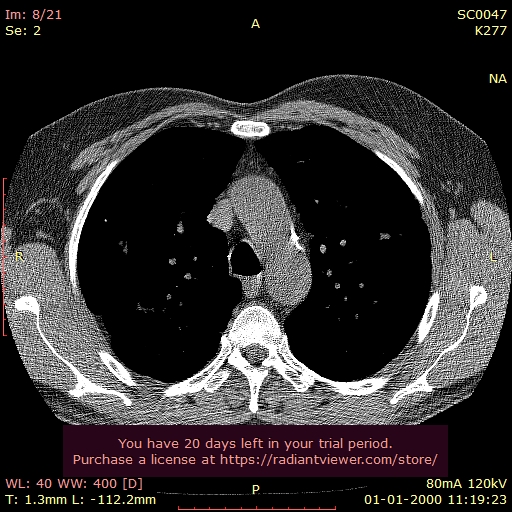 Im: 8/21
Se: 2
A
SC0047
K277
NA
R
L
You have 20 days left in your trial period.
Purchase a license at https://radiantviewer.com/store/
WL: 40 WW: 400 [D]
T: 1.3mm L: -112.2mm
P
80mA 120kV
01-01-2000 11:19:23